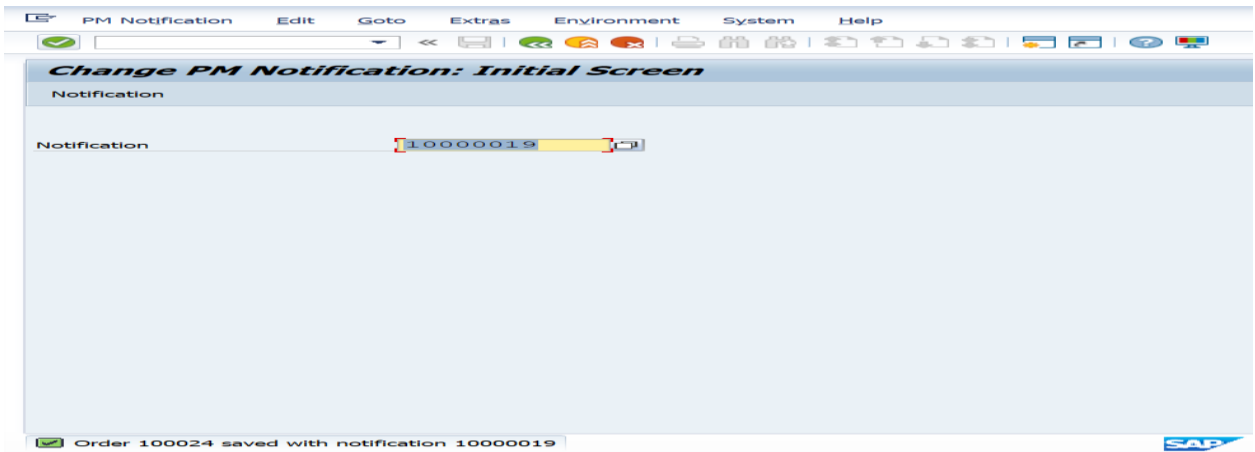 PM Notification Edit Goto Extras Environment System Help
Change PM Notification: Initial Screen
Notification
Notification 10000019
Order 100024 saved with notification 10000019
SAP